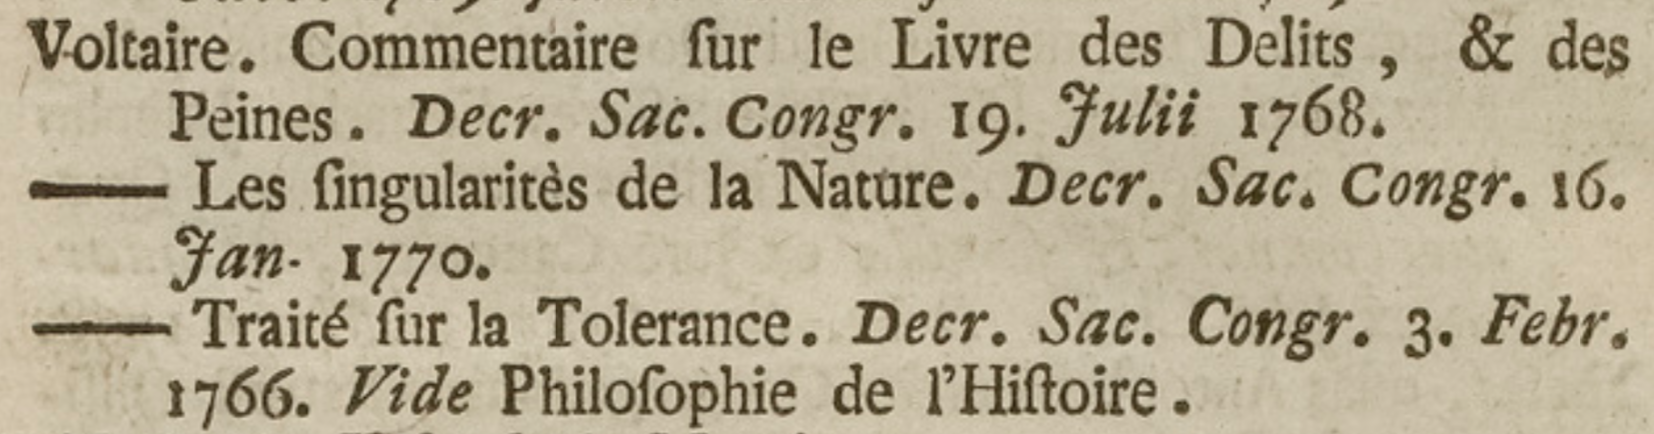 Voltaire. Commentaire ſur le Livre des Delits, & des
Peines. Decr. Sac. Congr. 19. Julii 1768.
—— Les ſingularitès de la Nature. Decr. Sac. Congr. 16.
Jan. 1770.
—— Traité ſur la Tolerance. Decr. Sac. Congr. 3. Febr.
1766. Vide Philoſophie de l'Hiſtoire.